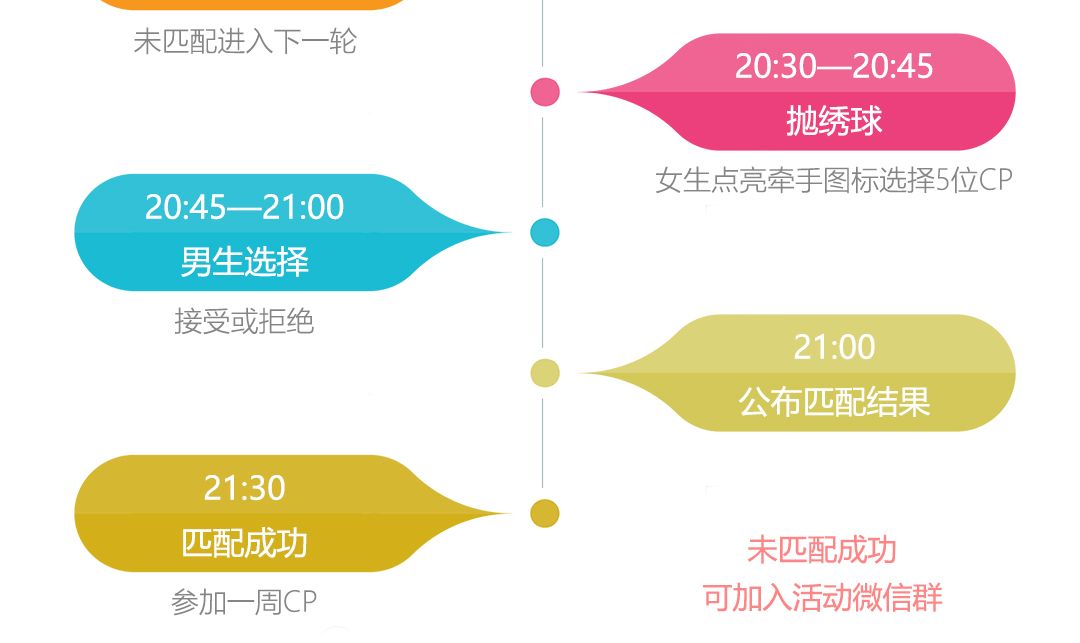 未匹配进入下一轮
20:30—20:45
抛绣球
女生点亮牵手图标选择5位CP
20:45—21:00
男生选择
接受或拒绝
21:00
公布匹配结果
21:30
匹配成功
参加一周CP
未匹配成功
可加入活动微信群